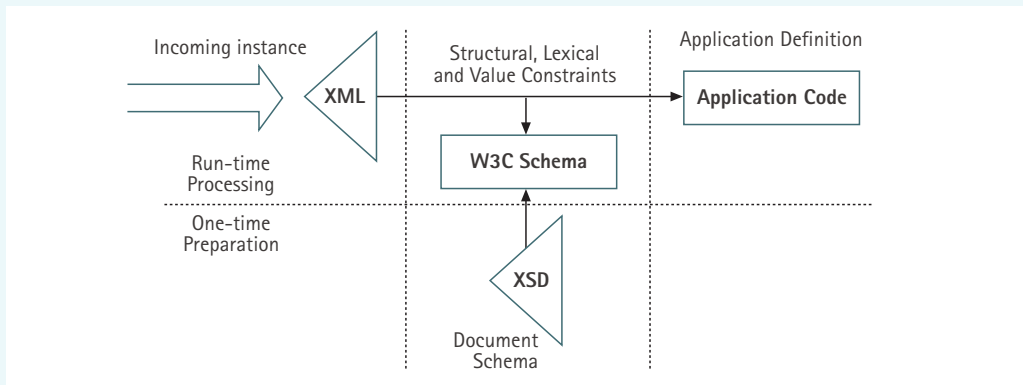 Incoming instance
XML
Structural, Lexical
and Value Constraints
Application Definition
Application Code
W3C Schema
Run-time
Processing
One-time
Preparation
XSD
Document
Schema